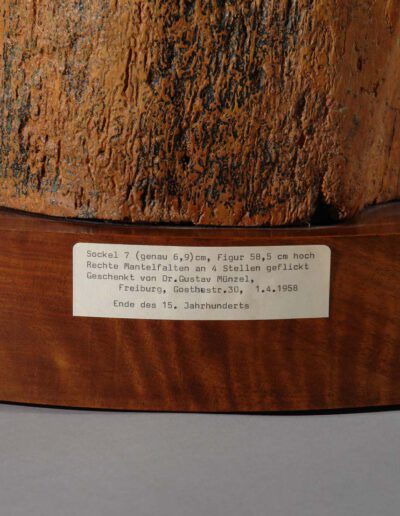 Sockel 7 (genau 6,9)cm, Figur 58,5 cm hoch
Rechte Mantelfalten an 4 Stellen geflickt
Geschenkt von Dr.Gustav Münzel,
Freiburg, Goethestr.30, 1.4.1958
Ende des 15. Jahrhunderts